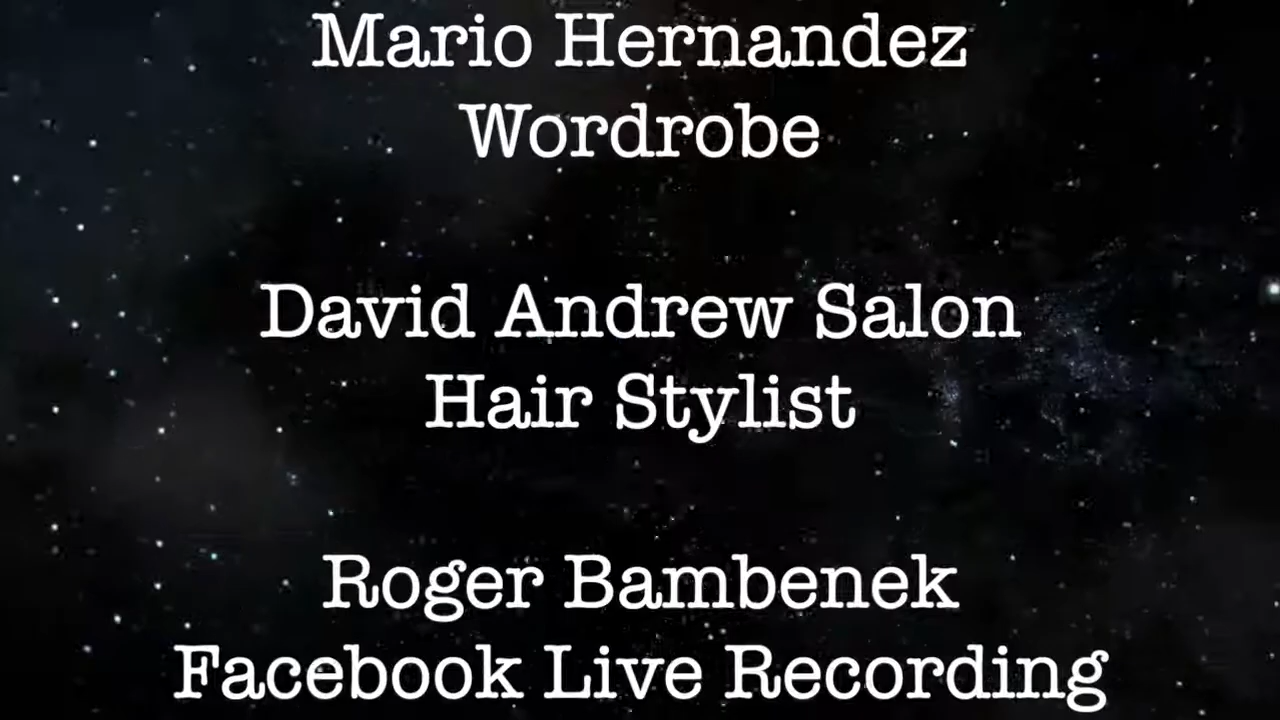 Mario Hernandez
Wordrobe
David Andrew Salon
Hair Stylist
Roger Bambenek
Facebook Live Recording